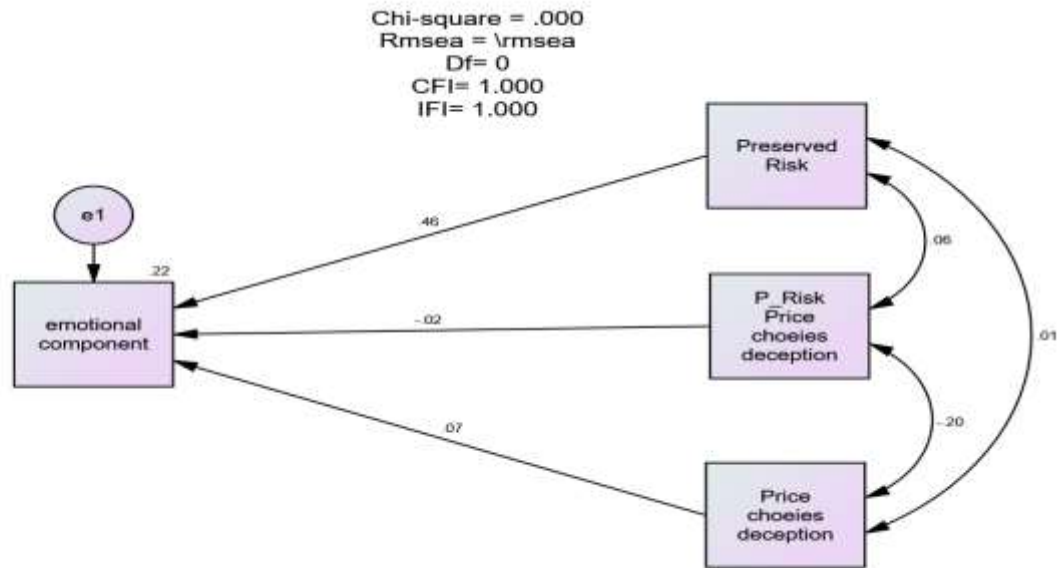 Chi-square = .000
Rmsea = \rmsea
Df= 0
CFI= 1.000
IFI= 1.000
Preserved
Risk
e1
.46
.06
.22
emotional
component
-.02
P_Risk
Price
choeies
deception
.01
.07
-.20
Price
choeies
deception